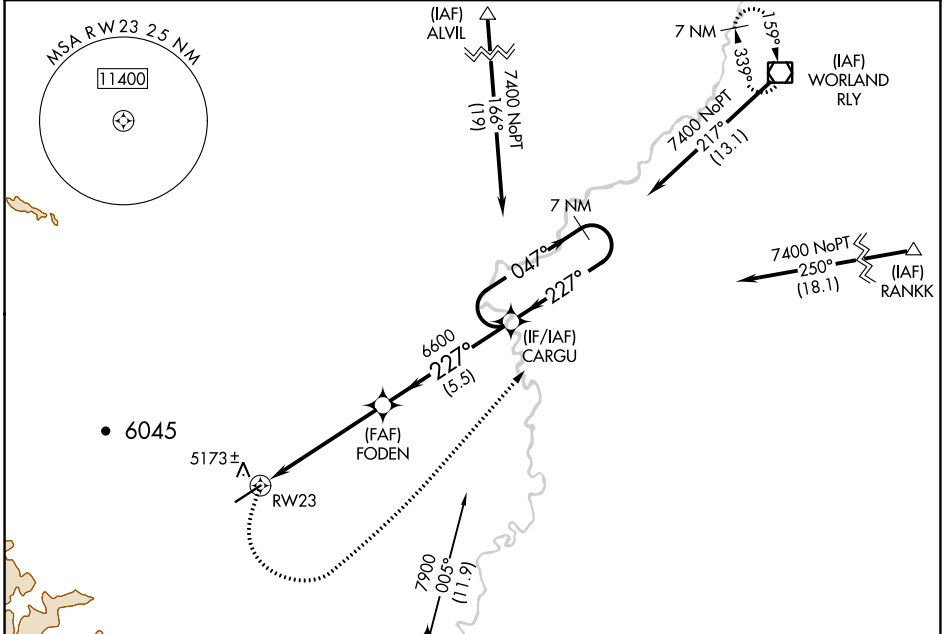 MSA RW23 25 NM
11400
(IAF)
ALVIL
7400 NoPT
166°
(19)
7 NM
159°
339°
(IAF)
WORLAND
RLY
7400 NoPT
217°
(13.1)
7 NM
047°
227°
7400 NoPT
250°
(18.1)
(IAF)
RANKK
(IF/IAF)
CARGU
6600
227°
(5.5)
(FAF)
FODEN
6045
5173±
RW23
7900
005°
(11.9)